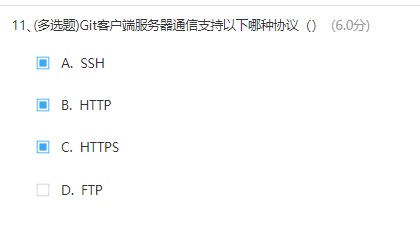 11、(多选题)Git客户端服务器通信支持以下哪种协议（） (6.0分)
A. SSH
B. HTTP
C. HTTPS
D. FTP